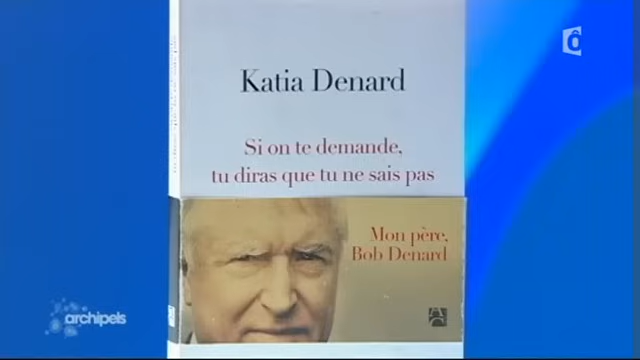 Katia Denard
Si on te demande,
tu diras que tu ne sais pas
Mon père,
Bob Denard
archipels